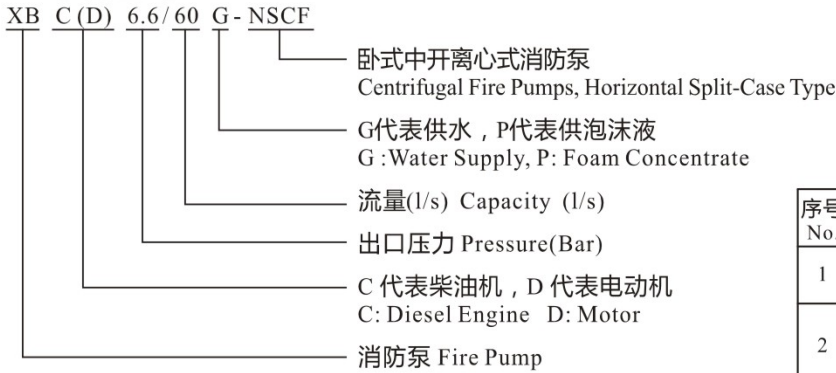 XB C(D) 6.6/60 G-NSCF
卧式中开离心式消防泵
Centrifugal Fire Pumps, Horizontal Split-Case Type
G代表供水，P代表供泡沫液
G :Water Supply, P: Foam Concentrate
流量(l/s) Capacity (l/s)
出口压力 Pressure(Bar)
C 代表柴油机，D 代表电动机
C: Diesel Engine D: Motor
消防泵 Fire Pump
序号
No.
1
2